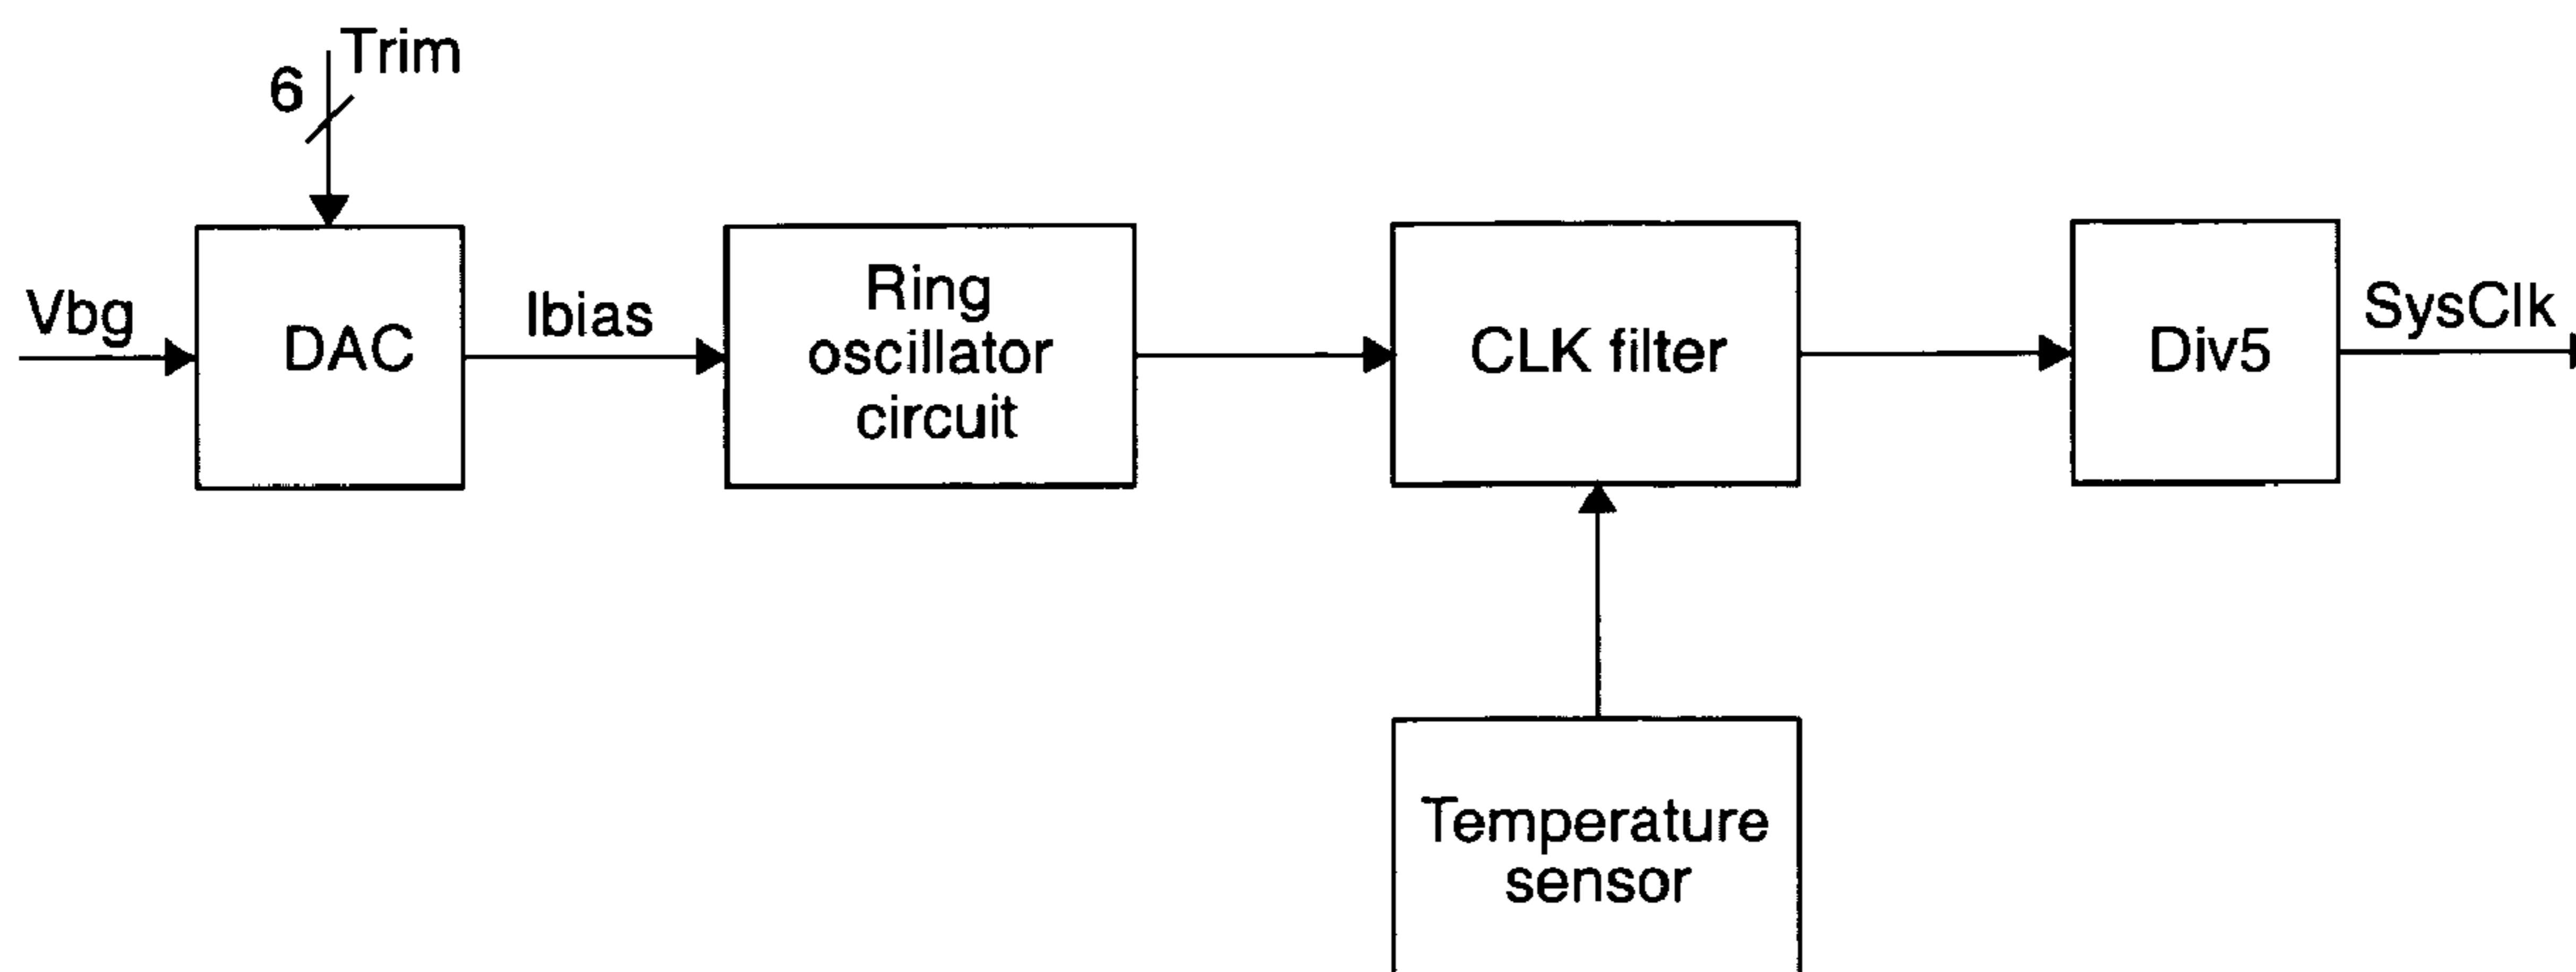 Trim
6
Vbg
DAC
Ibias
Ring
oscillator
circuit
CLK filter
Div5
SysClk
Temperature
sensor